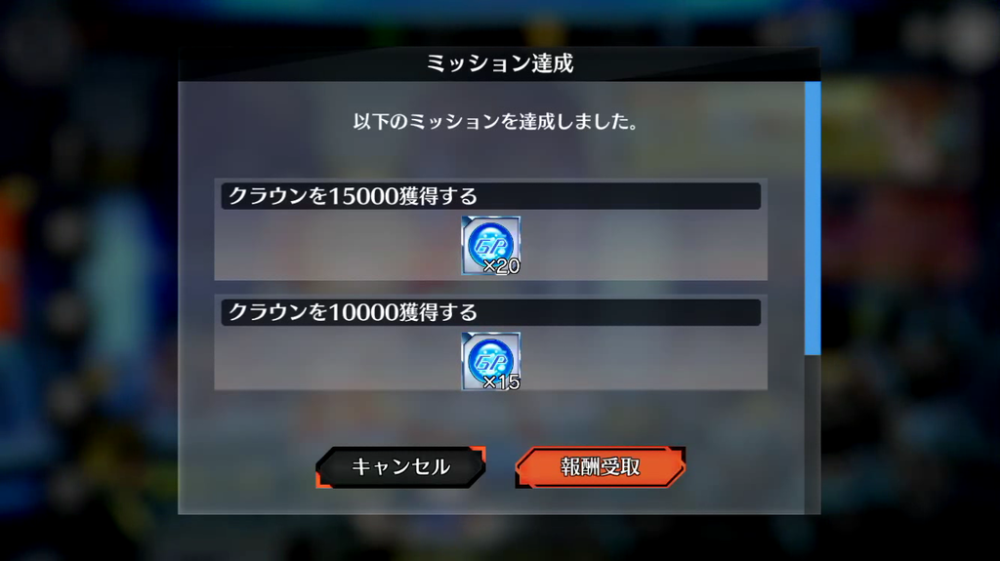 ミッション達成
以下のミッションを達成しました。
クラウンを15000獲得する
GP
×20
クラウンを10000獲得する
GP
×15
キャンセル
報酬受取